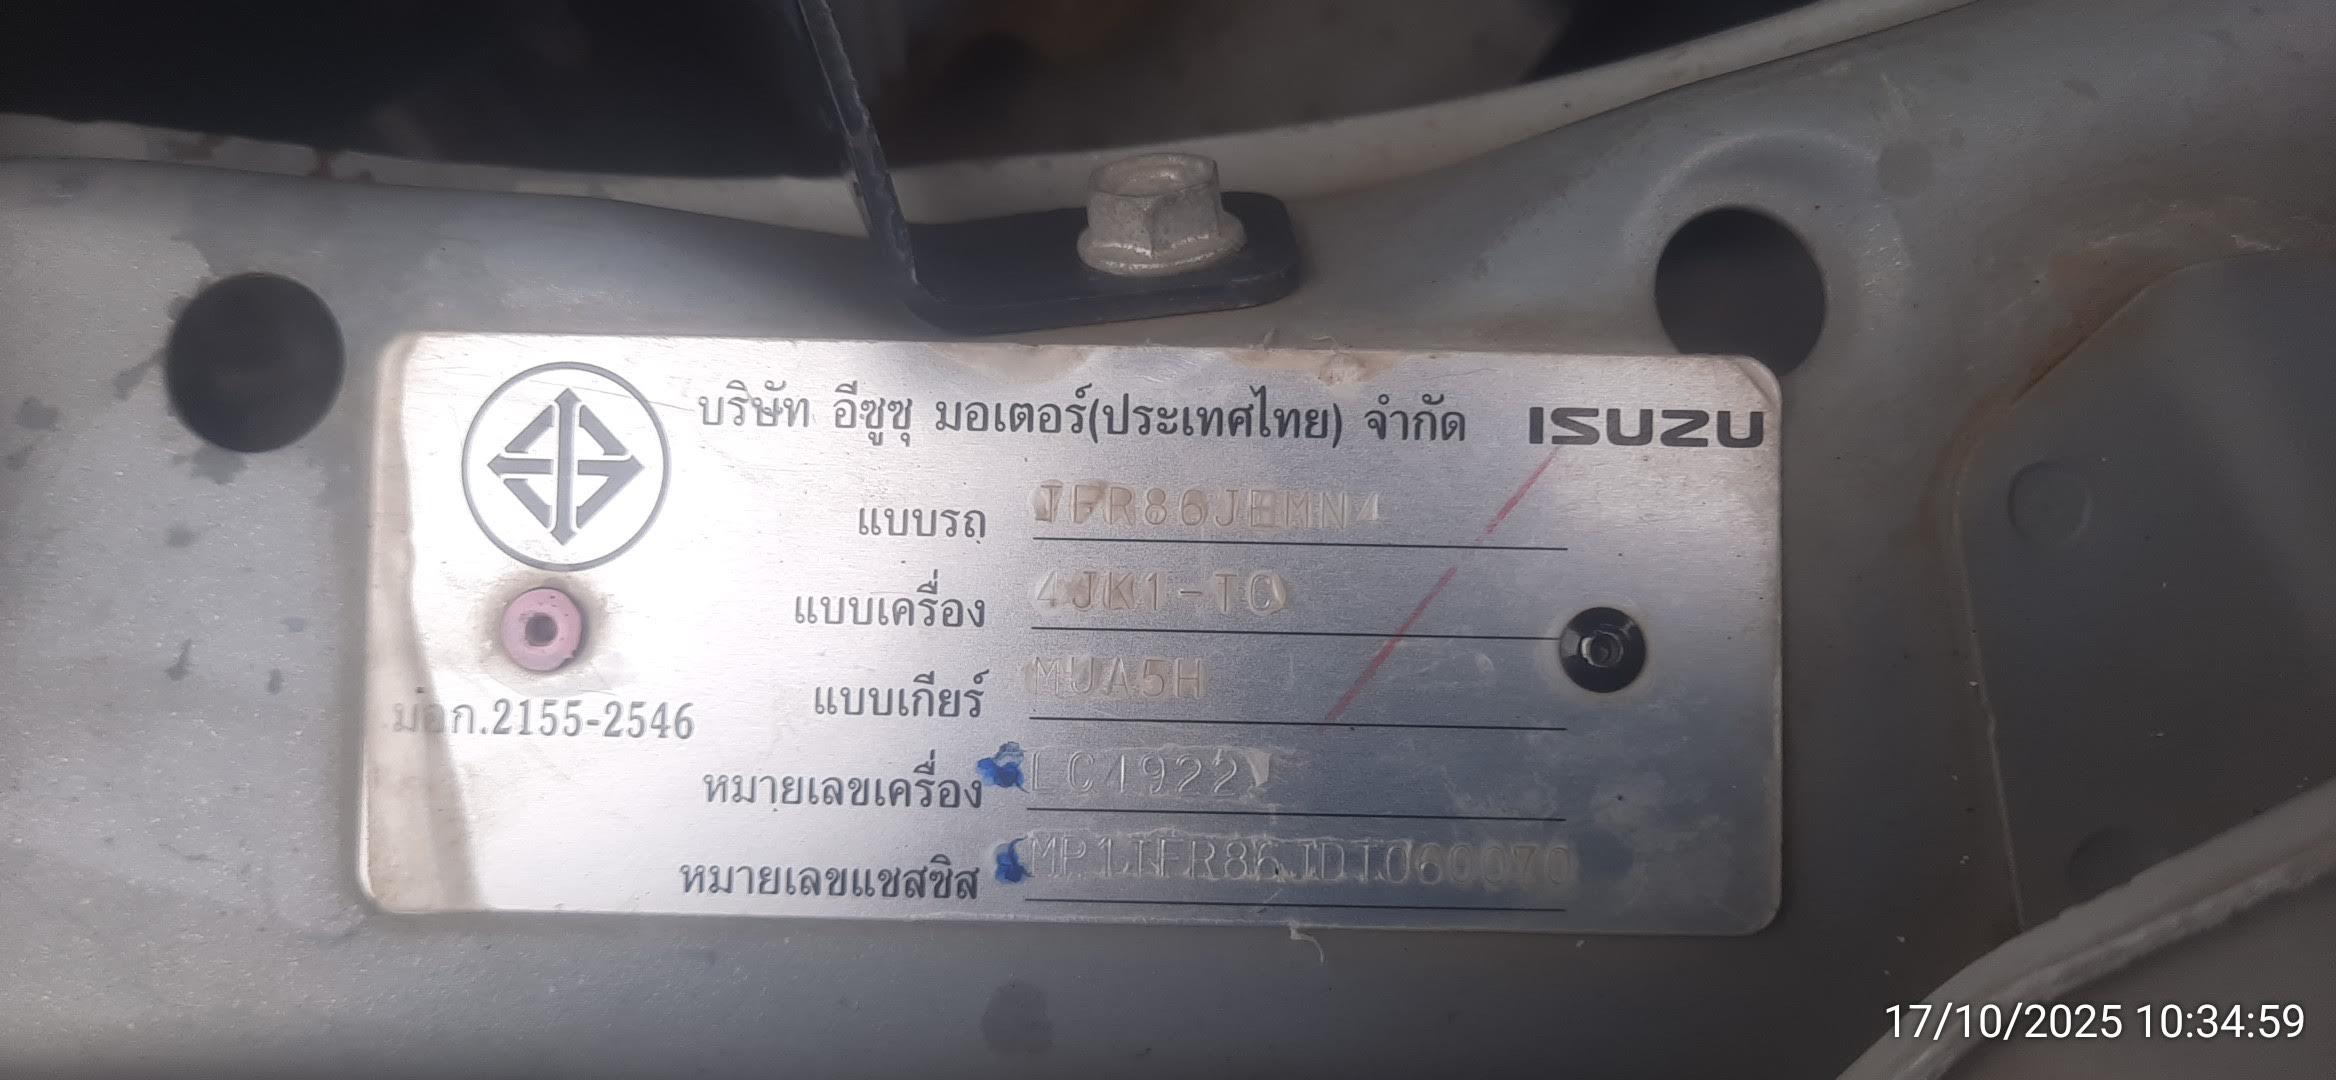 บริษัท อีซูซุ มอเตอร์(ประเทศไทย) จำกัด ISUZU
แบบรถ TFR86JEMN4
แบบเครื่อง 4JK1-TC
แบบเกียร์ MUA5H
มอก.2155-2546
หมายเลขเครื่อง
หมายเลขแชสซิส MP1TFR86JDT060070
17/10/2025 10:34:59